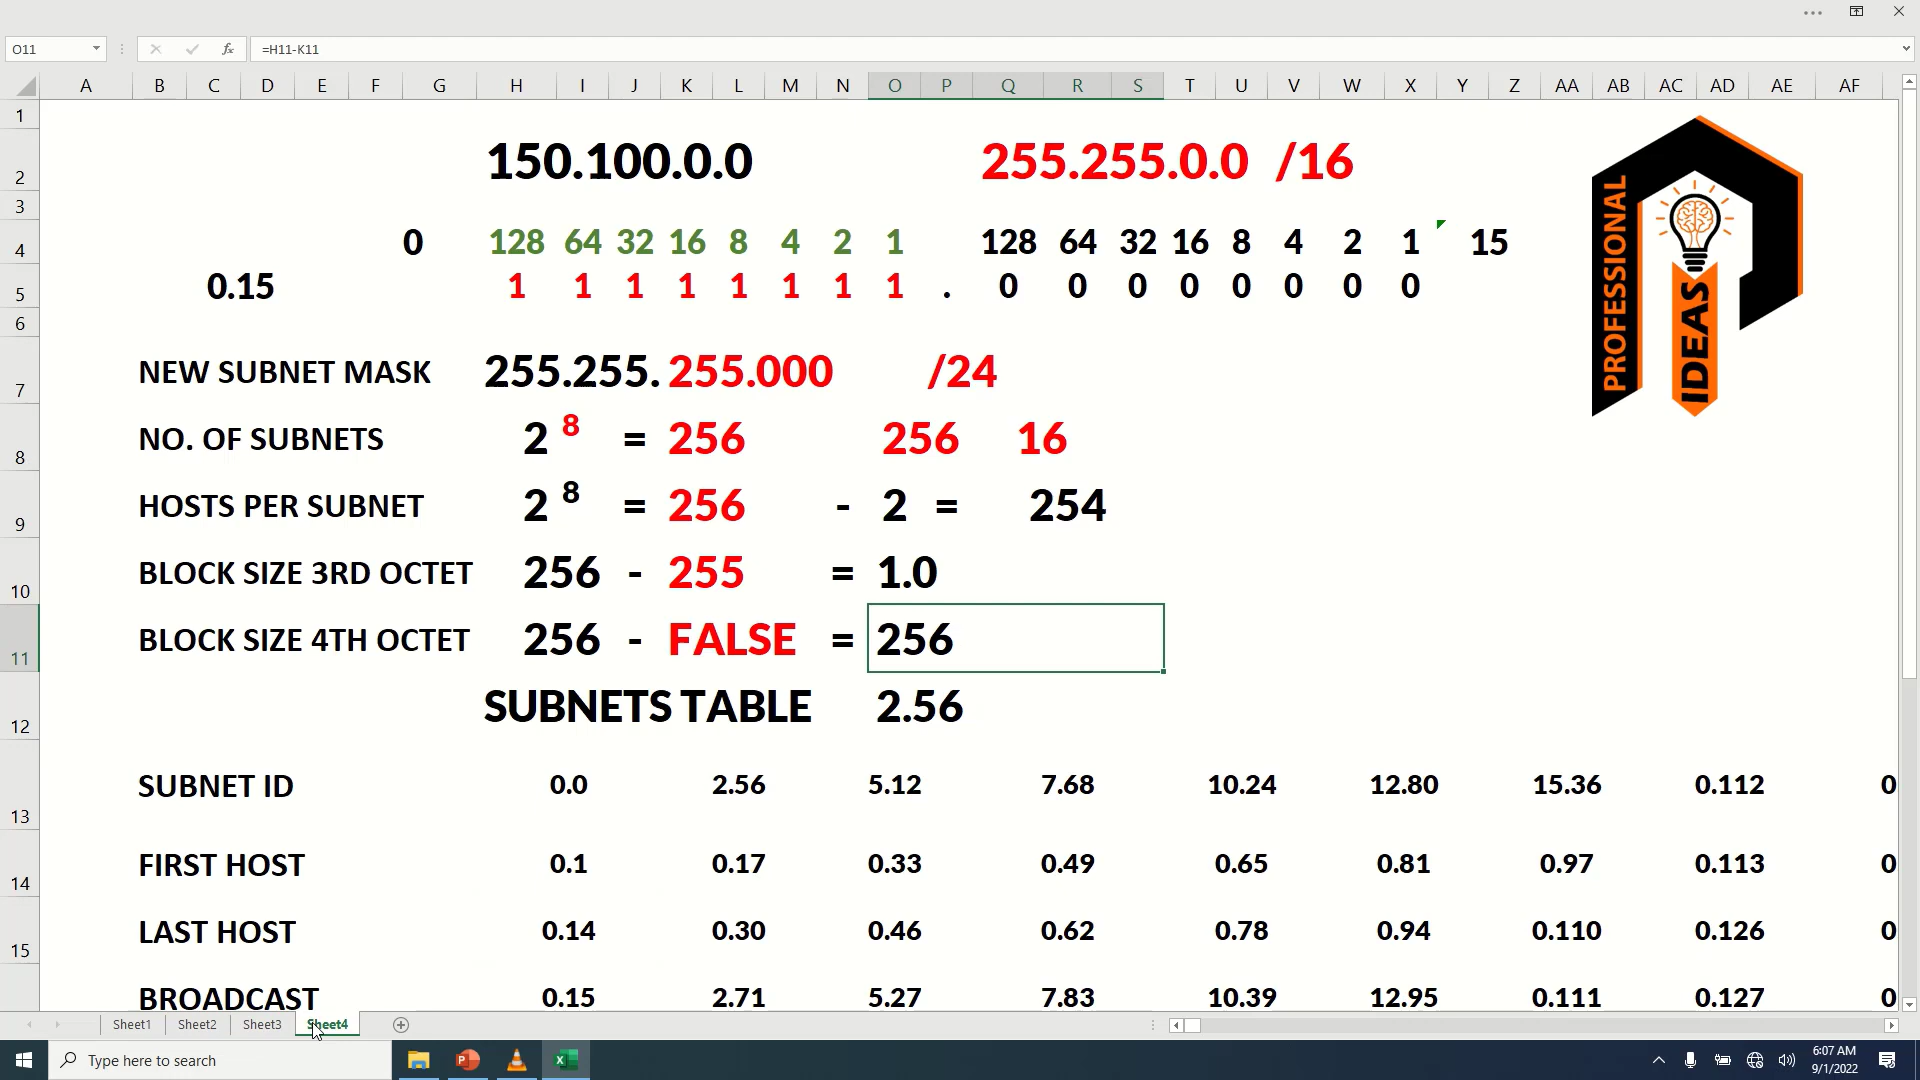 O11 =H11-K11
A B C D E F G H I J K L M N O P Q R S T U V W X Y Z AA AB AC AD AE AF
1
2 150.100.0.0 255.255.0.0 /16
3
4 0 128 64 32 16 8 4 2 1 128 64 32 16 8 4 2 1 15
5 0.15 1 1 1 1 1 1 1 1 . 0 0 0 0 0 0 0 0
6
7 NEW SUBNET MASK 255.255. 255.000 /24
8 NO. OF SUBNETS 2 8 = 256 256 16
9 HOSTS PER SUBNET 2 8 = 256 - 2 = 254
10 BLOCK SIZE 3RD OCTET 256 - 255 = 1.0
11 BLOCK SIZE 4TH OCTET 256 - FALSE = 256
12 SUBNETS TABLE 2.56
13 SUBNET ID 0.0 2.56 5.12 7.68 10.24 12.80 15.36 0.112 0
14 FIRST HOST 0.1 0.17 0.33 0.49 0.65 0.81 0.97 0.113 0
15 LAST HOST 0.14 0.30 0.46 0.62 0.78 0.94 0.110 0.126 0
BROADCAST 0.15 2.71 5.27 7.83 10.39 12.95 0.111 0.127 0
PROFESSIONAL
IDEAS
Sheet1 Sheet2 Sheet3 Sheet4
Type here to search
6:07 AM
9/1/2022